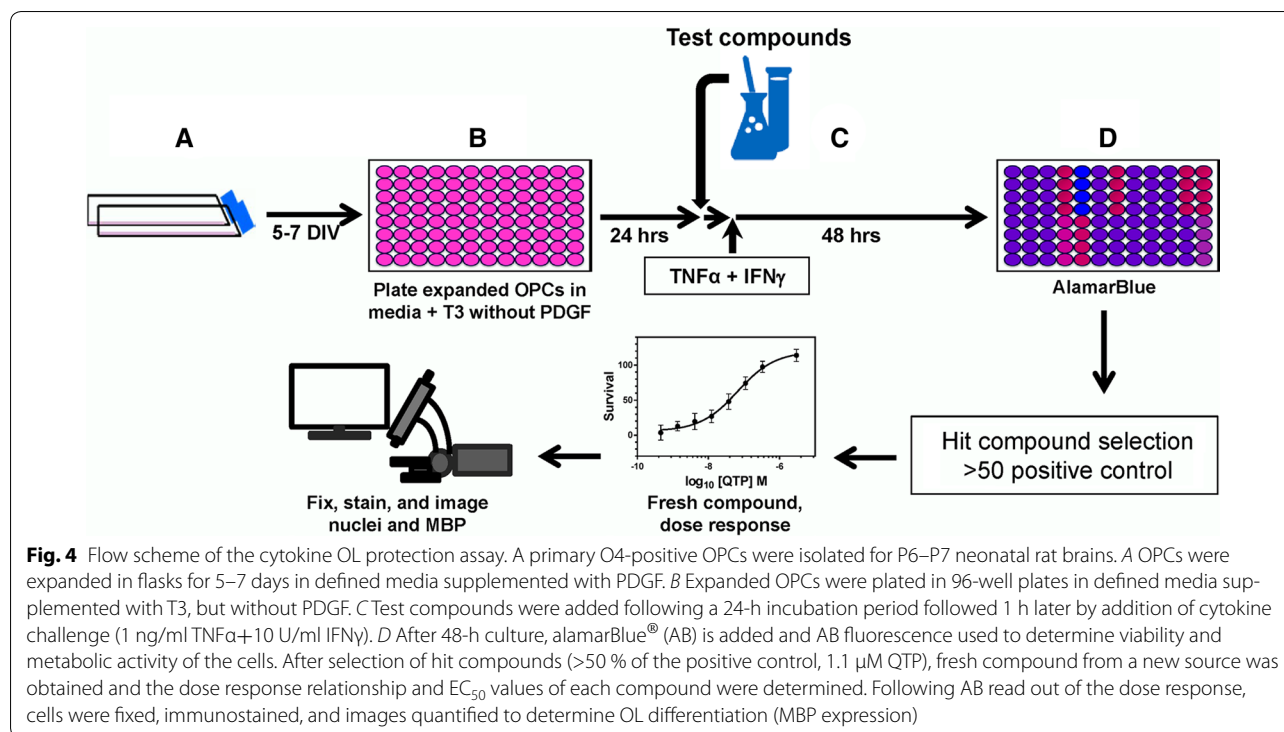 Test compounds
A
B
C
D
5-7 DIV
24 hrs
48 hrs
TNFα + IFNγ
Plate expanded OPCs in
media + T3 without PDGF
AlamarBlue
Hit compound selection
>50 positive control
Survival
100
50
0
-10
-8
-6
log10 [QTP] M
Fresh compound,
dose response
Fix, stain, and image
nuclei and MBP
Fig. 4 Flow scheme of the cytokine OL protection assay. A primary O4-positive OPCs were isolated for P6–P7 neonatal rat brains. A OPCs were
expanded in flasks for 5–7 days in defined media supplemented with PDGF. B Expanded OPCs were plated in 96-well plates in defined media sup-
plemented with T3, but without PDGF. C Test compounds were added following a 24-h incubation period followed 1 h later by addition of cytokine
challenge (1 ng/ml TNFα+10 U/ml IFNγ). D After 48-h culture, alamarBlue® (AB) is added and AB fluorescence used to determine viability and
metabolic activity of the cells. After selection of hit compounds (>50 % of the positive control, 1.1 µM QTP), fresh compound from a new source was
obtained and the dose response relationship and EC50 values of each compound were determined. Following AB read out of the dose response,
cells were fixed, immunostained, and images quantified to determine OL differentiation (MBP expression)